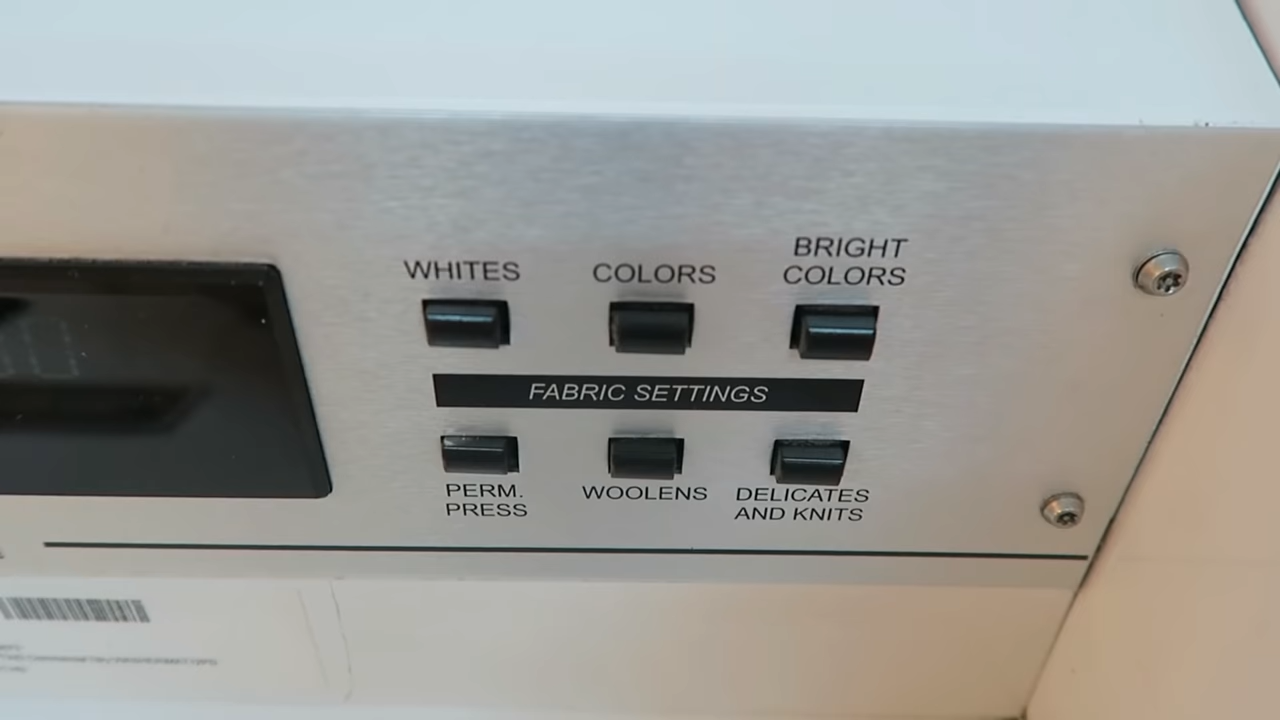 WHITES
COLORS
BRIGHT
COLORS
FABRIC SETTINGS
PERM.
PRESS
WOOLENS
DELICATES
AND KNITS